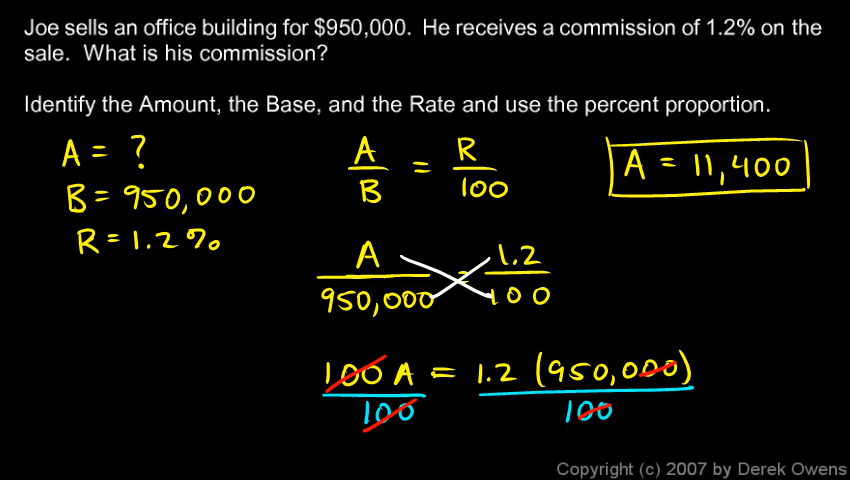 Joe sells an office building for $950,000. He receives a commission of 1.2% on the
sale. What is his commission?
Identify the Amount, the Base, and the Rate and use the percent proportion.
A = ?
B = 950,000
R = 1.2%
A/B = R/100
A = 11,400
A/950,000 = 1.2/100
100 A / 100 = 1.2 (950,000) / 100
Copyright (c) 2007 by Derek Owens